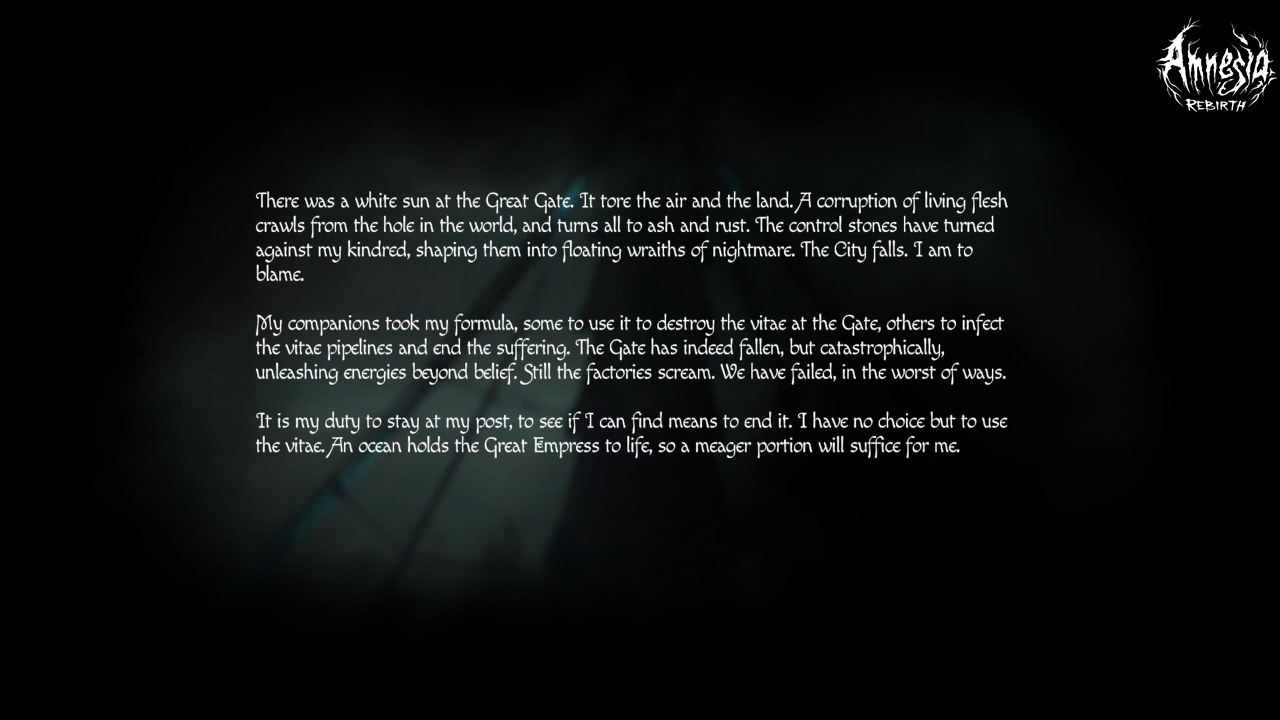 Amnesia
REBIRTH
There was a white sun at the Great Gate. It tore the air and the land. A corruption of living flesh
crawls from the hole in the world, and turns all to ash and rust. The control stones have turned
against my kindred, shaping them into floating wraiths of nightmare. The City falls. I am to
blame.
My companions took my formula, some to use it to destroy the vitae at the Gate, others to infect
the vitae pipelines and end the suffering. The Gate has indeed fallen, but catastrophically,
unleashing energies beyond belief. Still the factories scream. We have failed, in the worst of ways.
It is my duty to stay at my post, to see if I can find means to end it. I have no choice but to use
the vitae. An ocean holds the Great Empress to life, so a meager portion will suffice for me.